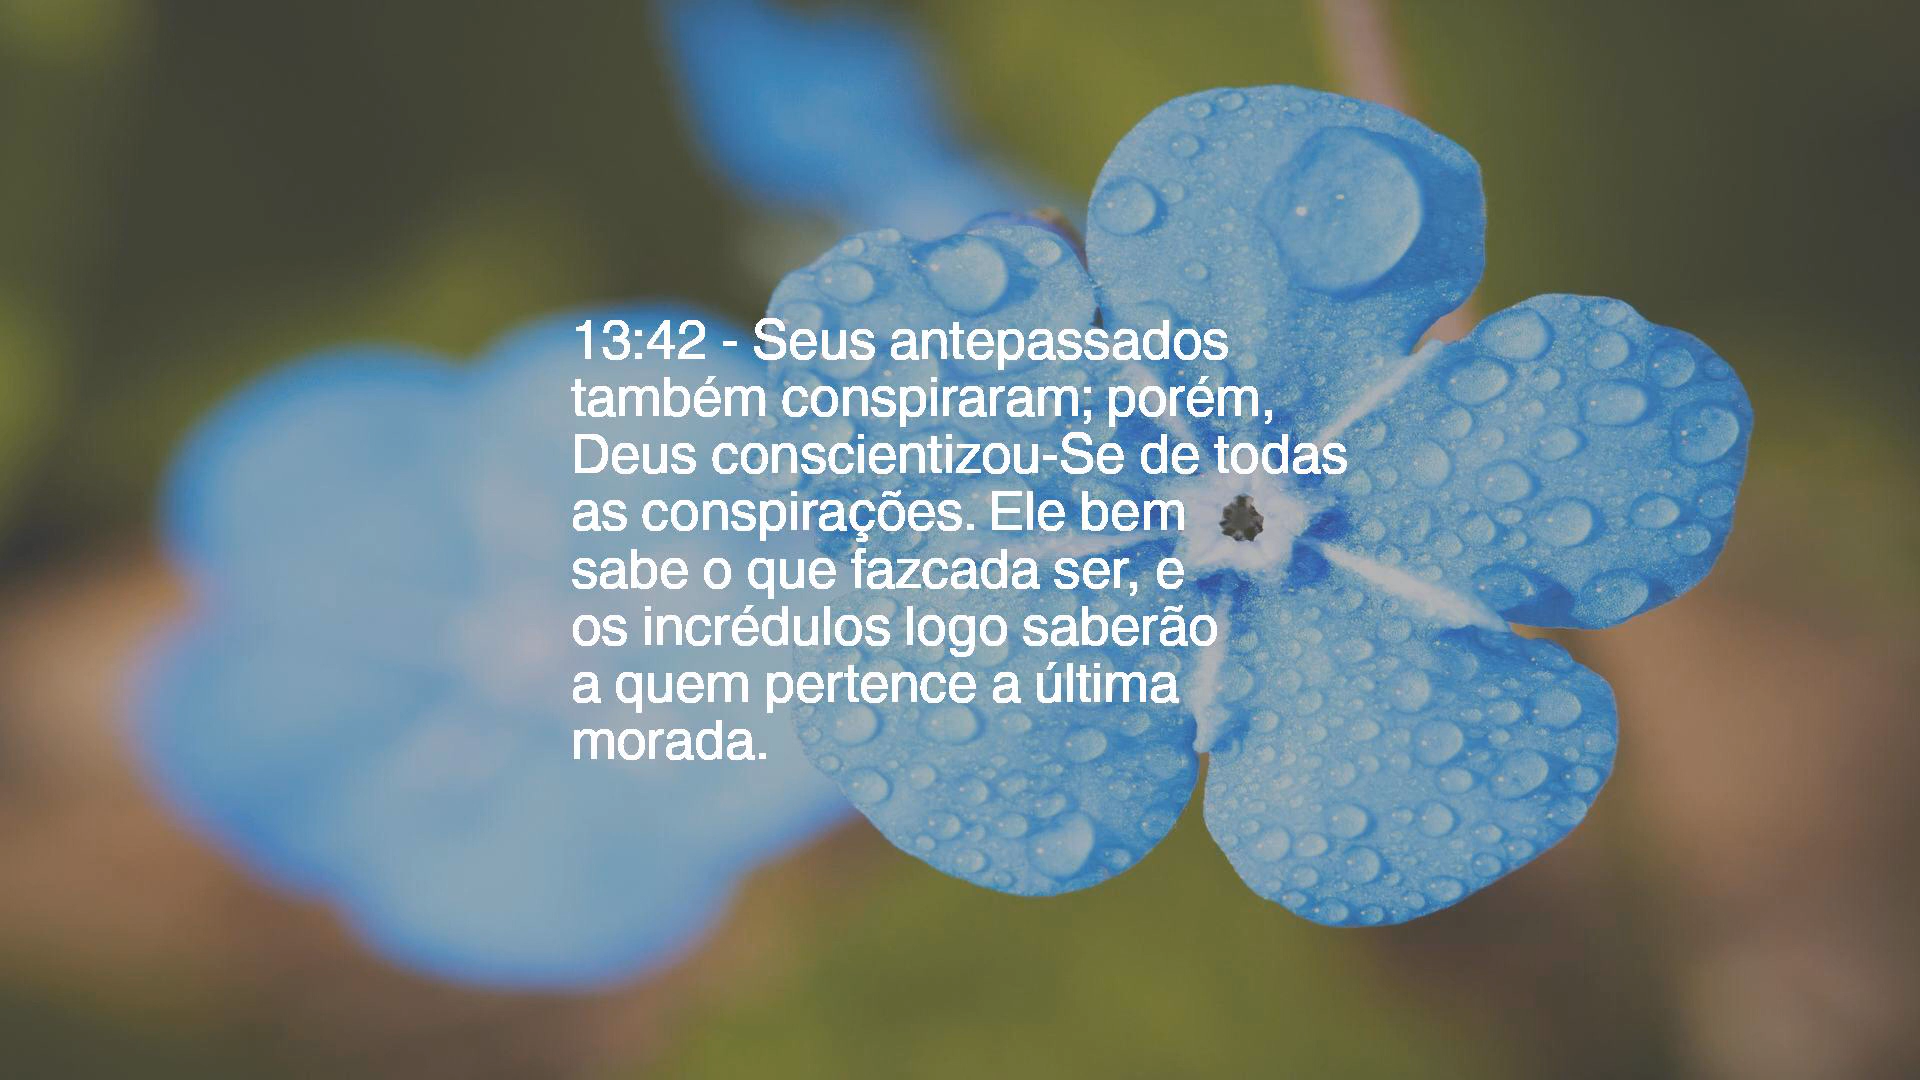 13:42 - Seus antepassados
também conspiraram; porém,
Deus conscientizou-Se de todas
as conspirações. Ele bem
sabe o que fazcada ser, e
os incrédulos logo saberão
a quem pertence a última
morada.